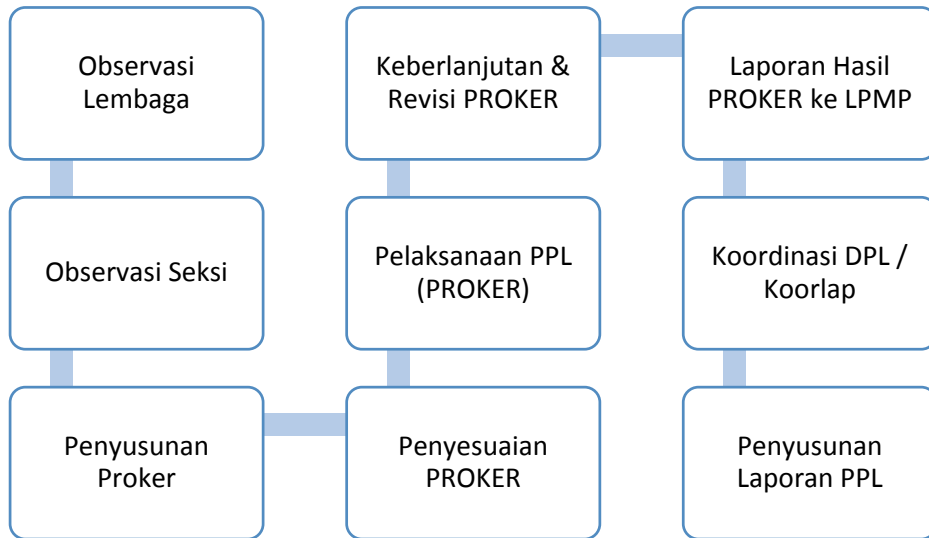 Observasi
Lembaga
Observasi Seksi
Penyusunan
Proker
Penyesuaian
PROKER
Pelaksanaan PPL
(PROKER)
Keberlanjutan &
Revisi PROKER
Laporan Hasil
PROKER ke LPMP
Koordinasi DPL /
Koorlap
Penyusunan
Laporan PPL